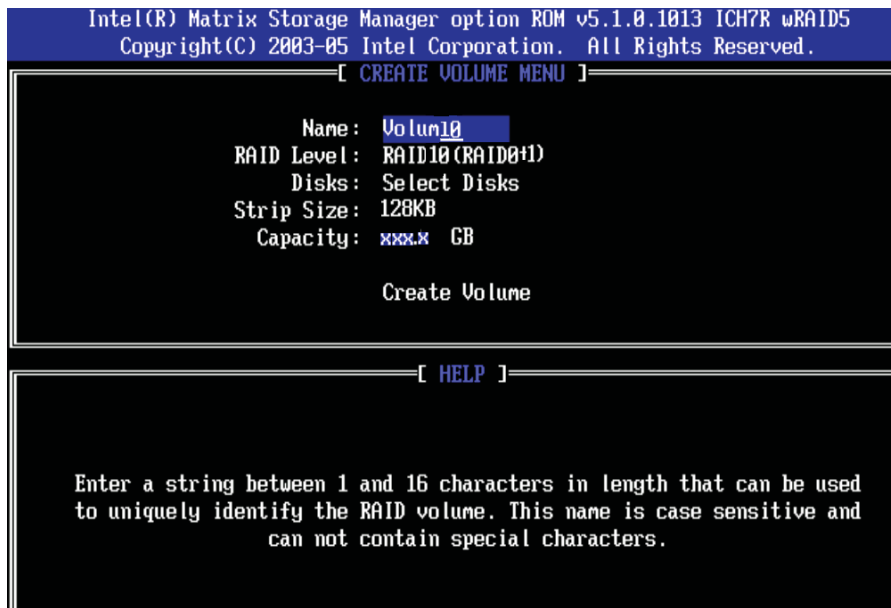 Intel(R) Matrix Storage Manager option ROM v5.1.0.1013 ICH7R wRAID5
Copyright(C) 2003-05 Intel Corporation. All Rights Reserved.
[ CREATE VOLUME MENU ]
Name: Volum10
RAID Level: RAID10(RAID0+1)
Disks: Select Disks
Strip Size: 128KB
Capacity: xxx.x GB
Create Volume
[ HELP ]
Enter a string between 1 and 16 characters in length that can be used
to uniquely identify the RAID volume. This name is case sensitive and
can not contain special characters.